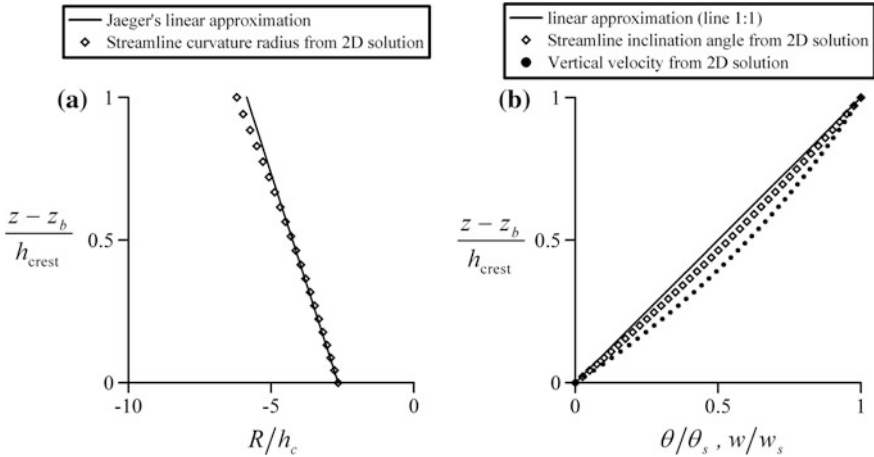 Jaeger's linear approximation
Streamline curvature radius from 2D solution
linear approximation (line 1:1)
Streamline inclination angle from 2D solution
Vertical velocity from 2D solution
(a)
1
0.5
0
z − z_b
h_crest
-10
-5
0
R/h_c
(b)
1
0.5
0
z − z_b
h_crest
0
0.5
1
θ/θ_s , w/w_s